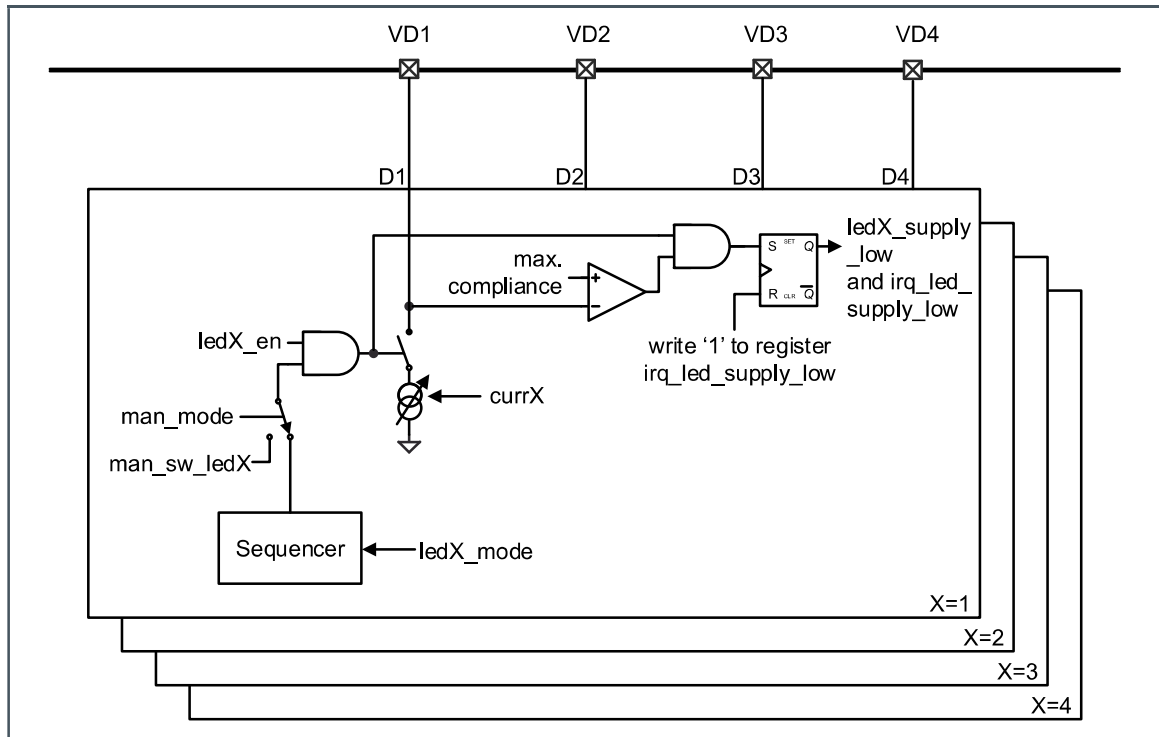 VD1 VD2 VD3 VD4
D1 D2 D3 D4
ledX_supply
_low
and irq_led_
supply_low
max.
compliance
+
−
S SET Q
R CLR Q̅
ledX_en
write ‘1’ to register
irq_led_supply_low
currX
man_mode
man_sw_ledX
Sequencer
ledX_mode
X=1
X=2
X=3
X=4